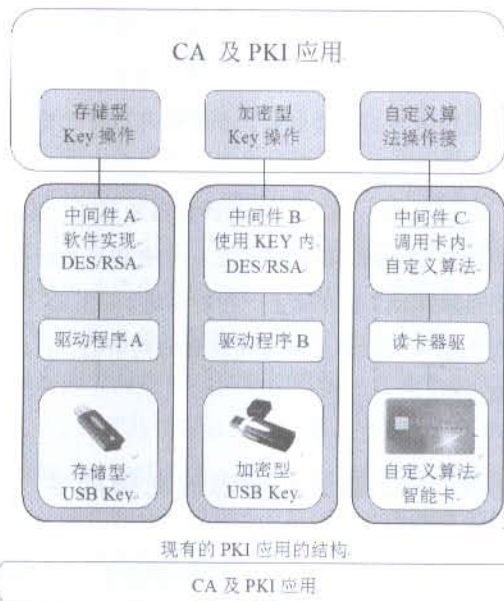 CA 及 PKI 应用
存储型
Key 操作
加密型
Key 操作
自定义算
法操作接
中间件 A
软件实现
DES/RSA
中间件 B
使用 KEY 内
DES/RSA
中间件 C
调用卡内
自定义算法
驱动程序 A
驱动程序 B
读卡器驱
存储型
USB Key
加密型
USB Key
自定义算法
智能卡
现有的 PKI 应用的结构
CA 及 PKI 应用